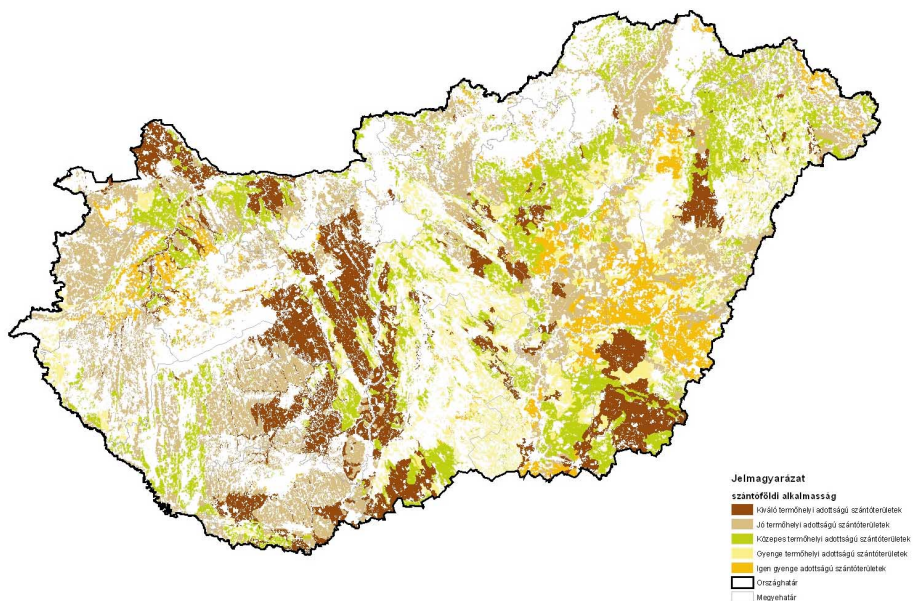 Jelmagyarázat
szántóföldi alkalmasság
Kiváló termőhelyi adottságú szántóterületek
Jó termőhelyi adottságú szántóterületek
Közepes termőhelyi adottságú szántóterületek
Gyenge termőhelyi adottságú szántóterületek
Igen gyenge adottságú szántóterületek
Országhatár
Megyehatár